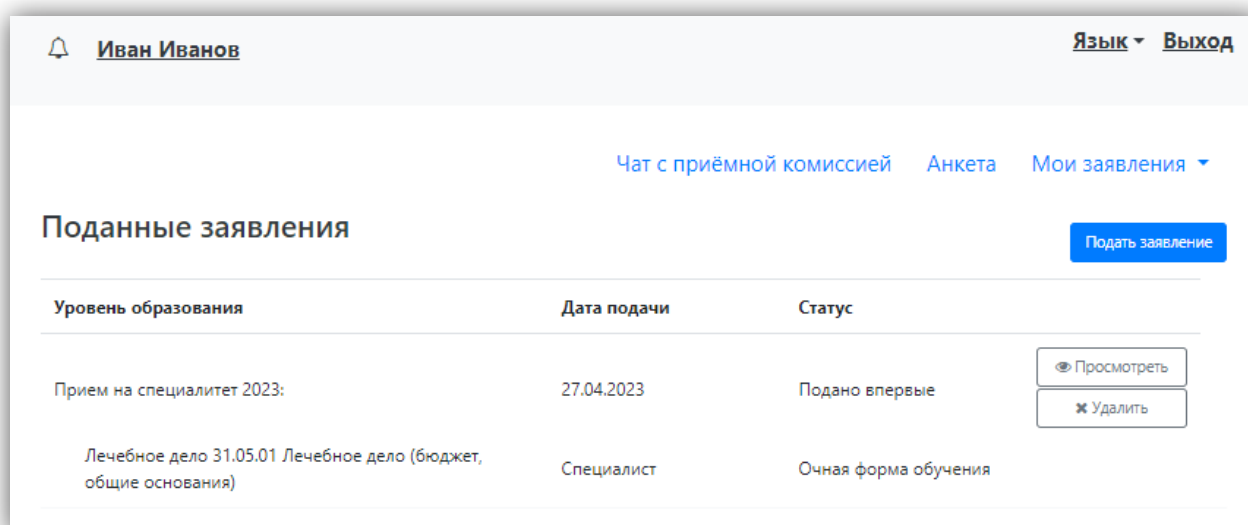 Иван Иванов
Язык
Выход
Чат с приёмной комиссией
Анкета
Мои заявления
Поданные заявления
Подать заявление
Уровень образования
Дата подачи
Статус
Прием на специалитет 2023:
27.04.2023
Подано впервые
Просмотреть
Удалить
Лечебное дело 31.05.01 Лечебное дело (бюджет,
общие основания)
Специалист
Очная форма обучения